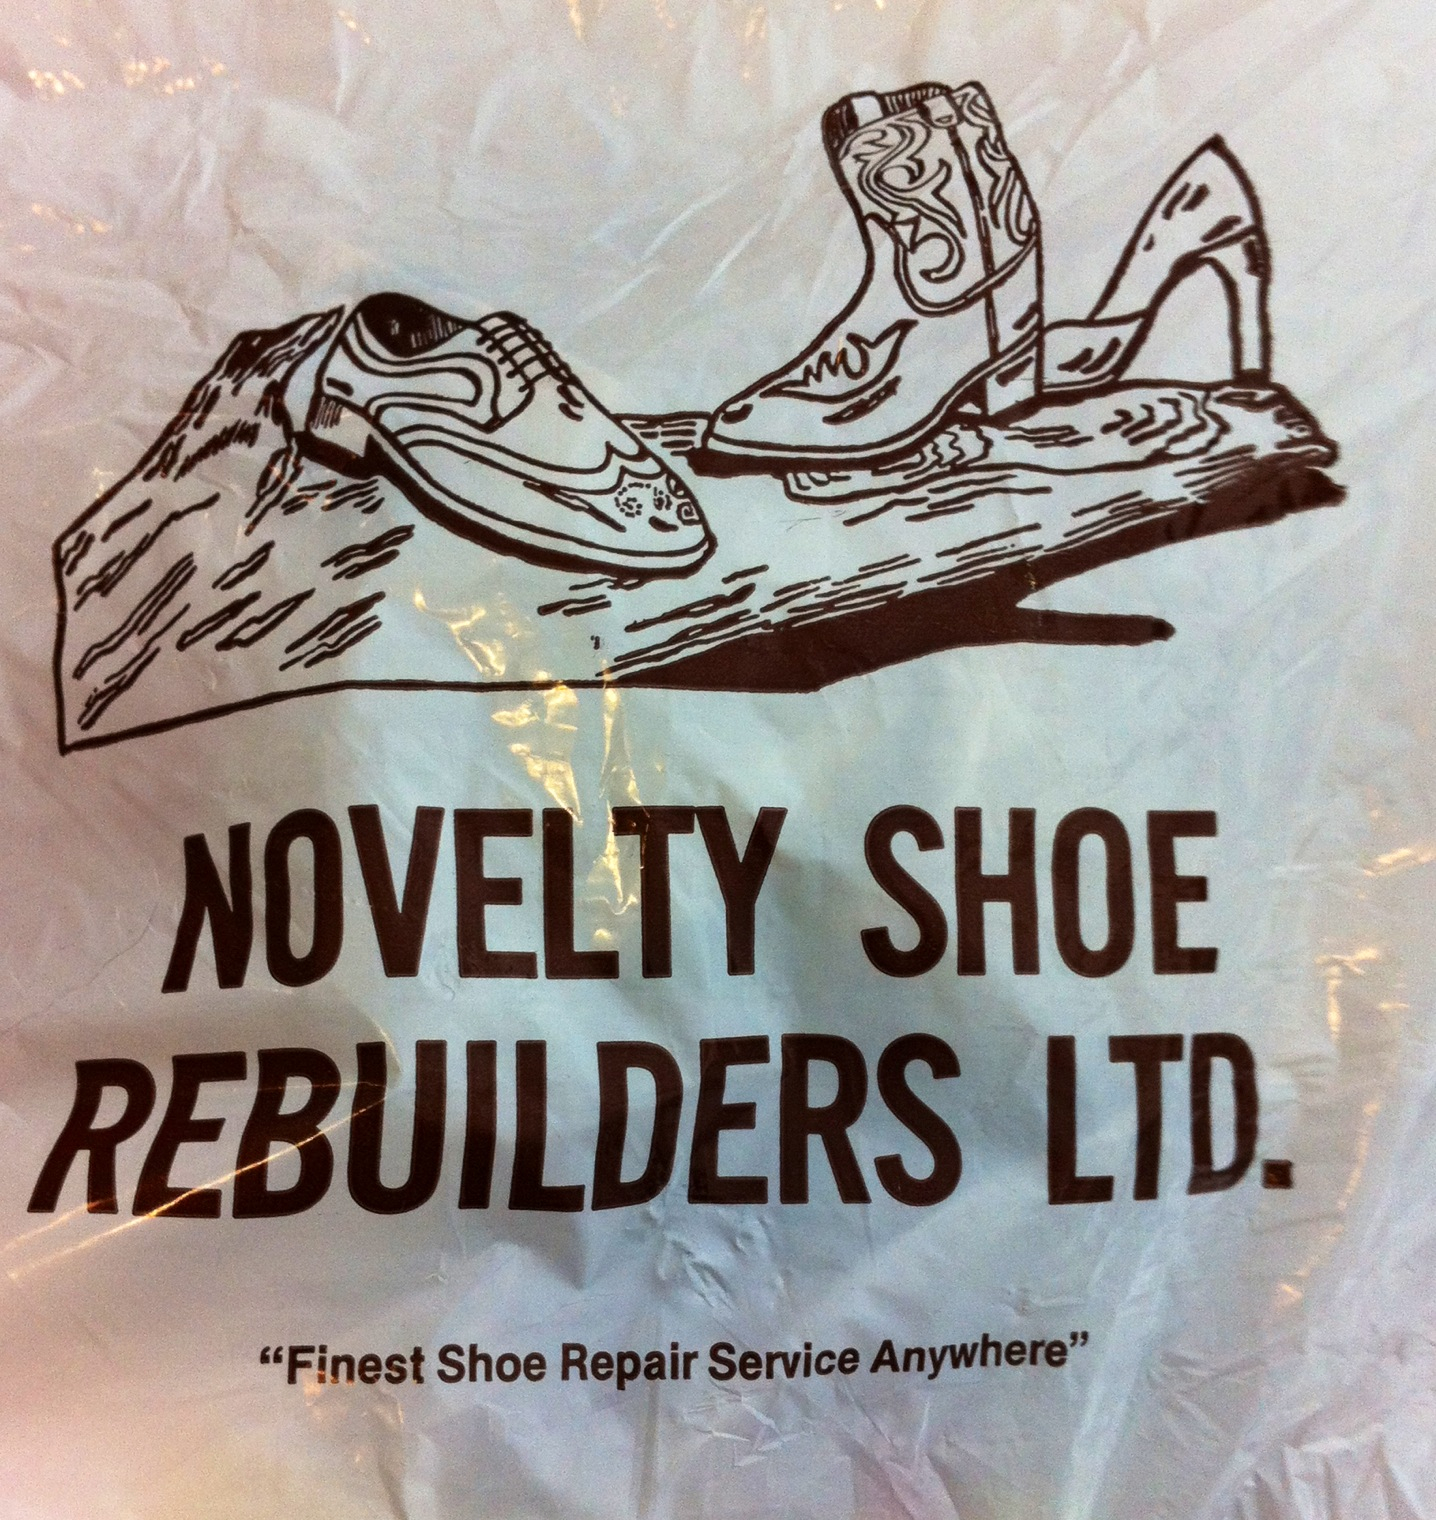 NOVELTY SHOE
REBUILDERS LTD.
“Finest Shoe Repair Service Anywhere”